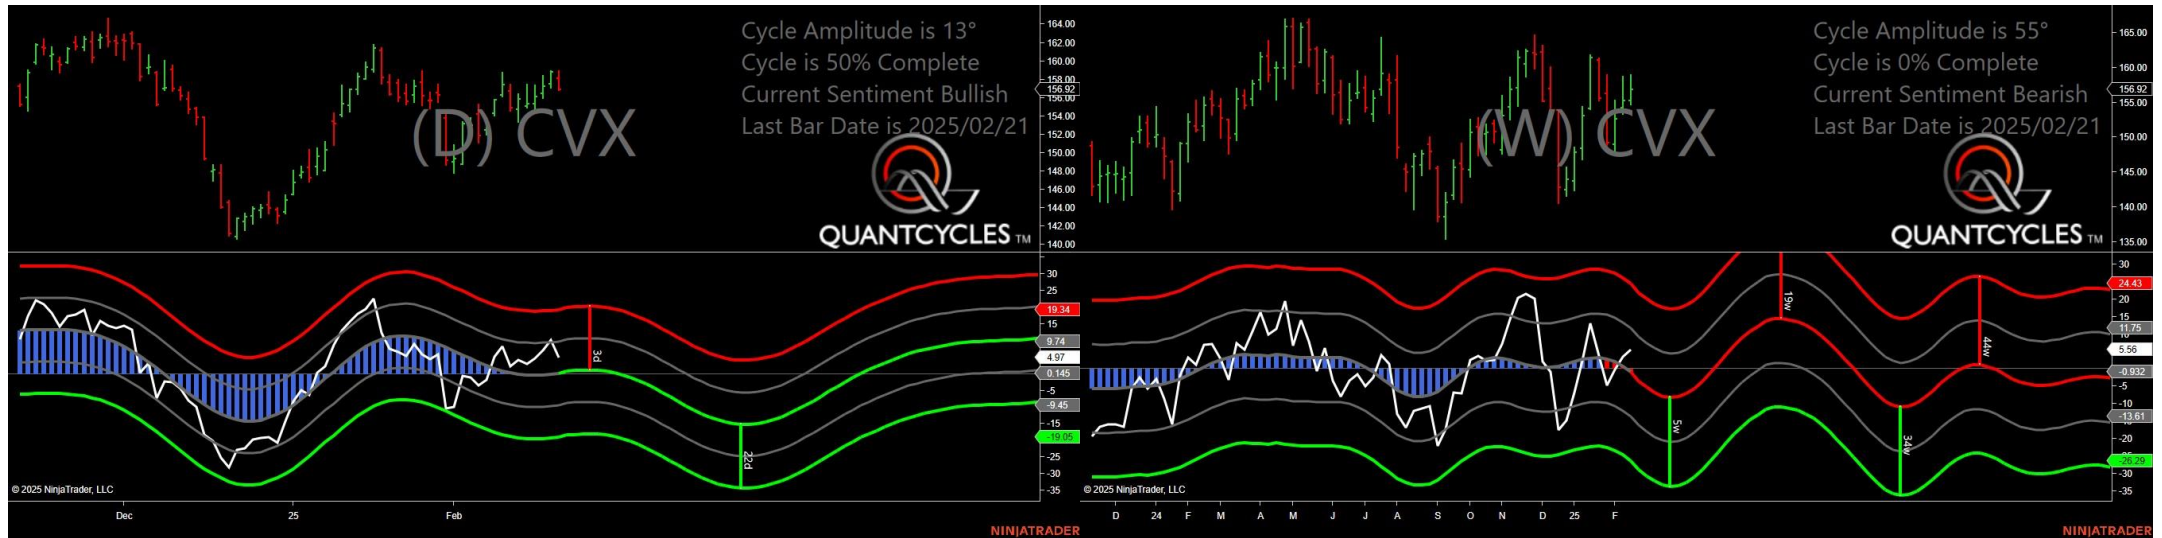 Cycle Amplitude is 13°
Cycle is 50% Complete
Current Sentiment Bullish
Last Bar Date is 2025/02/21
(D) CVX
QUANTCYCLES TM
164.00
162.00
160.00
158.00
156.92
156.00
154.00
152.00
150.00
148.00
146.00
144.00
142.00
140.00
30
25
19.34
15
9.74
4.97
0.145
-5
-9.45
-15
-19.05
-25
-30
-35
3d
22d
© 2025 NinjaTrader, LLC
Dec 25 Feb
NINJATRADER
Cycle Amplitude is 55°
Cycle is 0% Complete
Current Sentiment Bearish
Last Bar Date is 2025/02/21
(W) CVX
QUANTCYCLES TM
165.00
160.00
156.92
155.00
150.00
145.00
140.00
135.00
30
24.43
20
15
11.75
5.56
-0.932
-5
-10
-13.61
-20
-26.29
-30
-35
5w
19w
34w
44w
© 2025 NinjaTrader, LLC
D 24 F M A M J J A S O N D 25 F
NINJATRADER